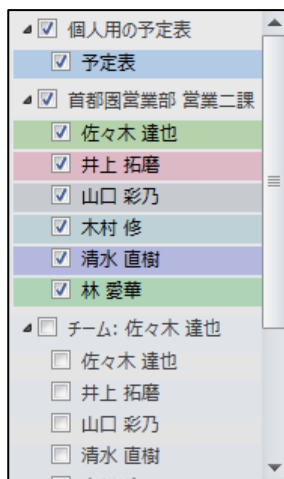 個人用の予定表
予定表
首都圏営業部 営業二課
佐々木 達也
井上 拓磨
山口 彩乃
木村 修
清水 直樹
林 愛華
チーム: 佐々木 達也
佐々木 達也
井上 拓磨
山口 彩乃
清水 直樹